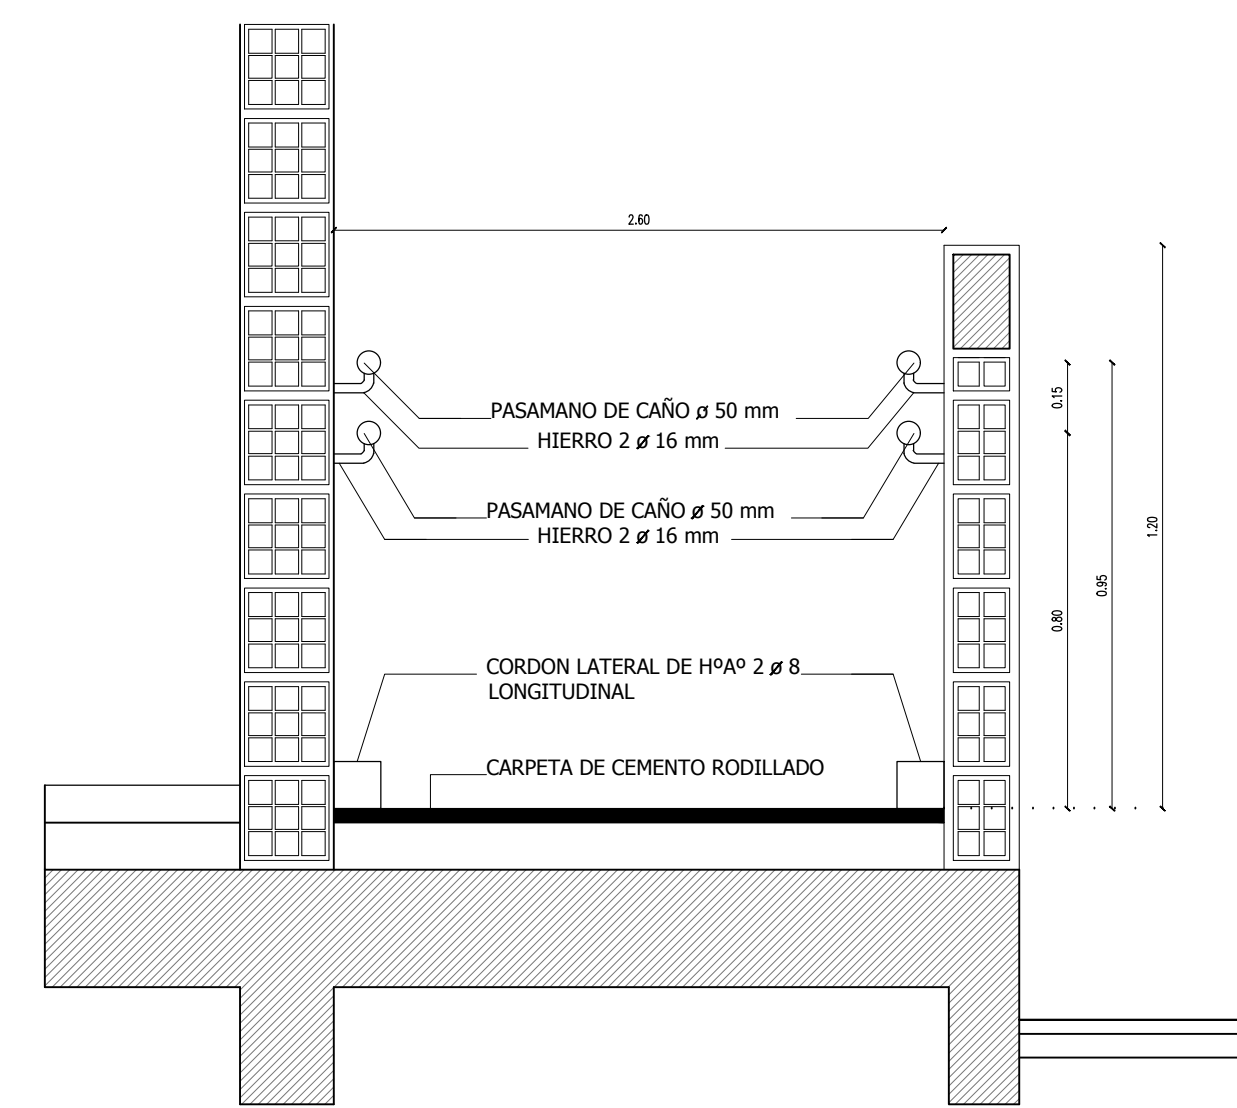 2.60
PASAMANO DE CAÑO ø 50 mm
HIERRO 2 ø 16 mm
PASAMANO DE CAÑO ø 50 mm
HIERRO 2 ø 16 mm
CORDON LATERAL DE HºAº 2 ø 8
LONGITUDINAL
CARPETA DE CEMENTO RODILLADO
0.15
0.80
0.95
1.20